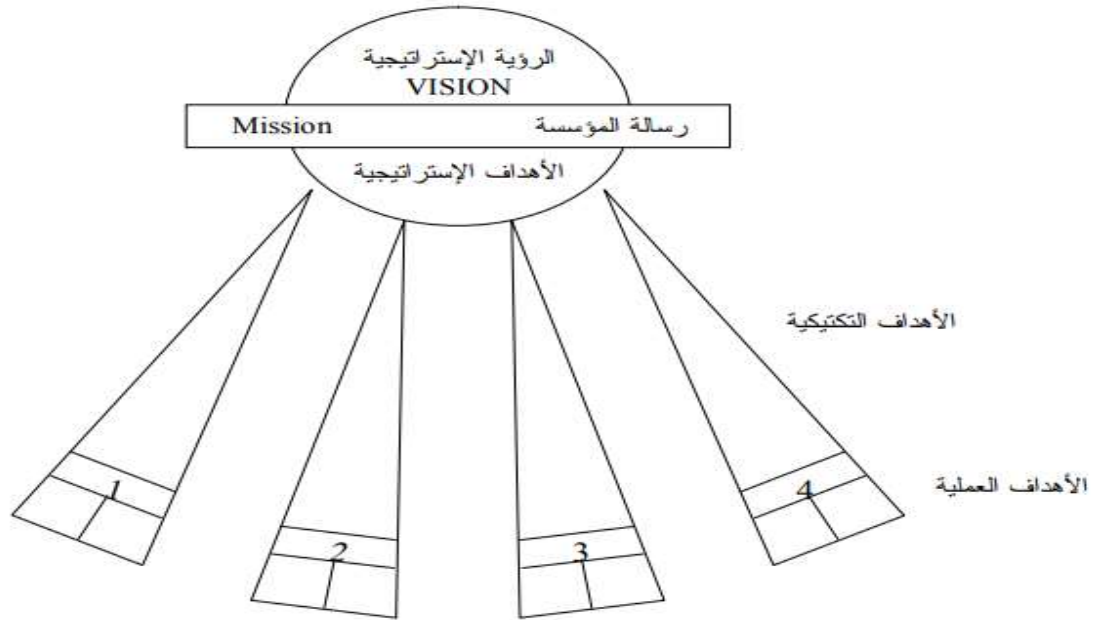 الرؤية الإستراتيجية
VISION
رسالة المؤسسة Mission
الأهداف الإستراتيجية
الأهداف التكتيكية
الأهداف العملية
1
4
2
3